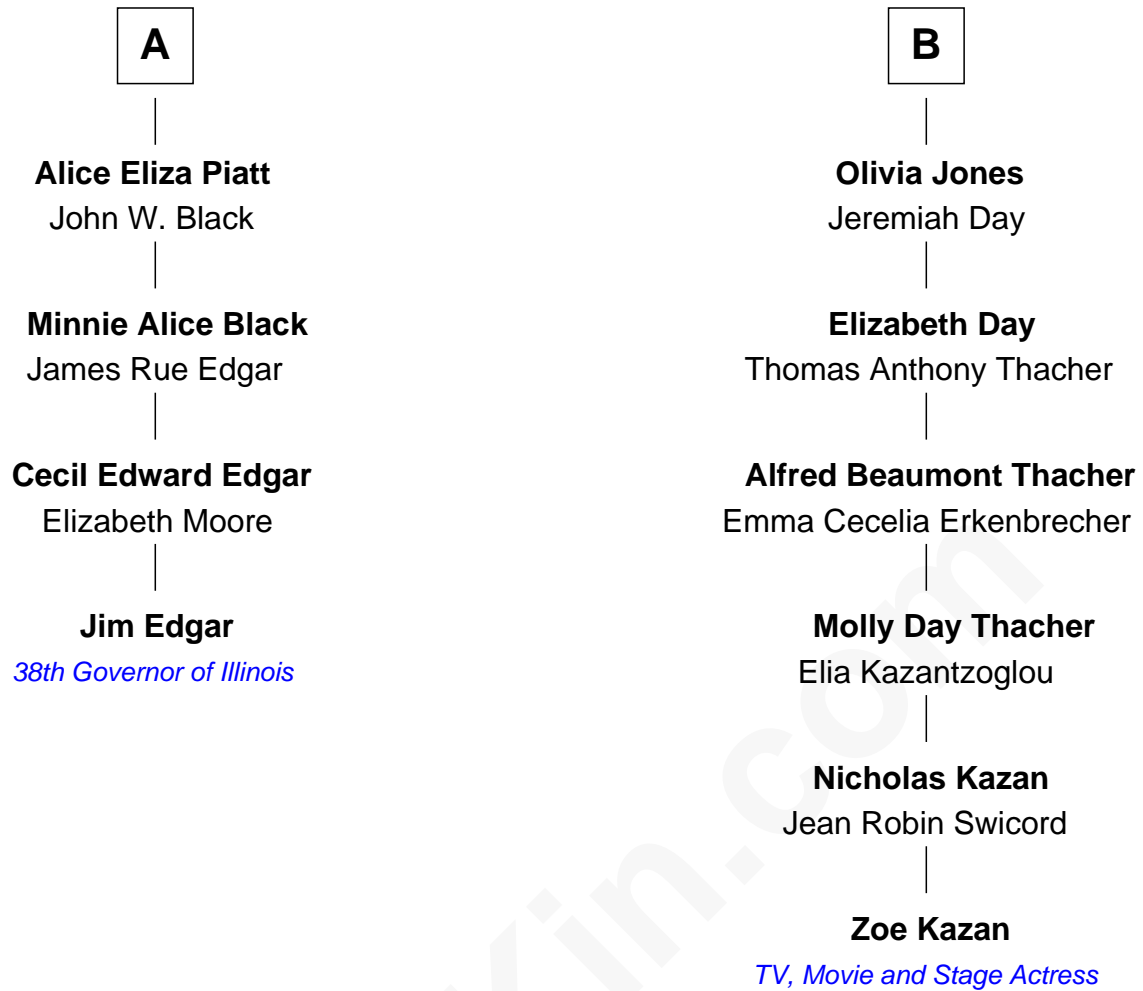 A
Alice Eliza Piatt
John W. Black
Minnie Alice Black
James Rue Edgar
Cecil Edward Edgar
Elizabeth Moore
Jim Edgar
38th Governor of Illinois
B
Olivia Jones
Jeremiah Day
Elizabeth Day
Thomas Anthony Thacher
Alfred Beaumont Thacher
Emma Cecelia Erkenbrecher
Molly Day Thacher
Elia Kazantzoglou
Nicholas Kazan
Jean Robin Swicord
Zoe Kazan
TV, Movie and Stage Actress
Kin.com